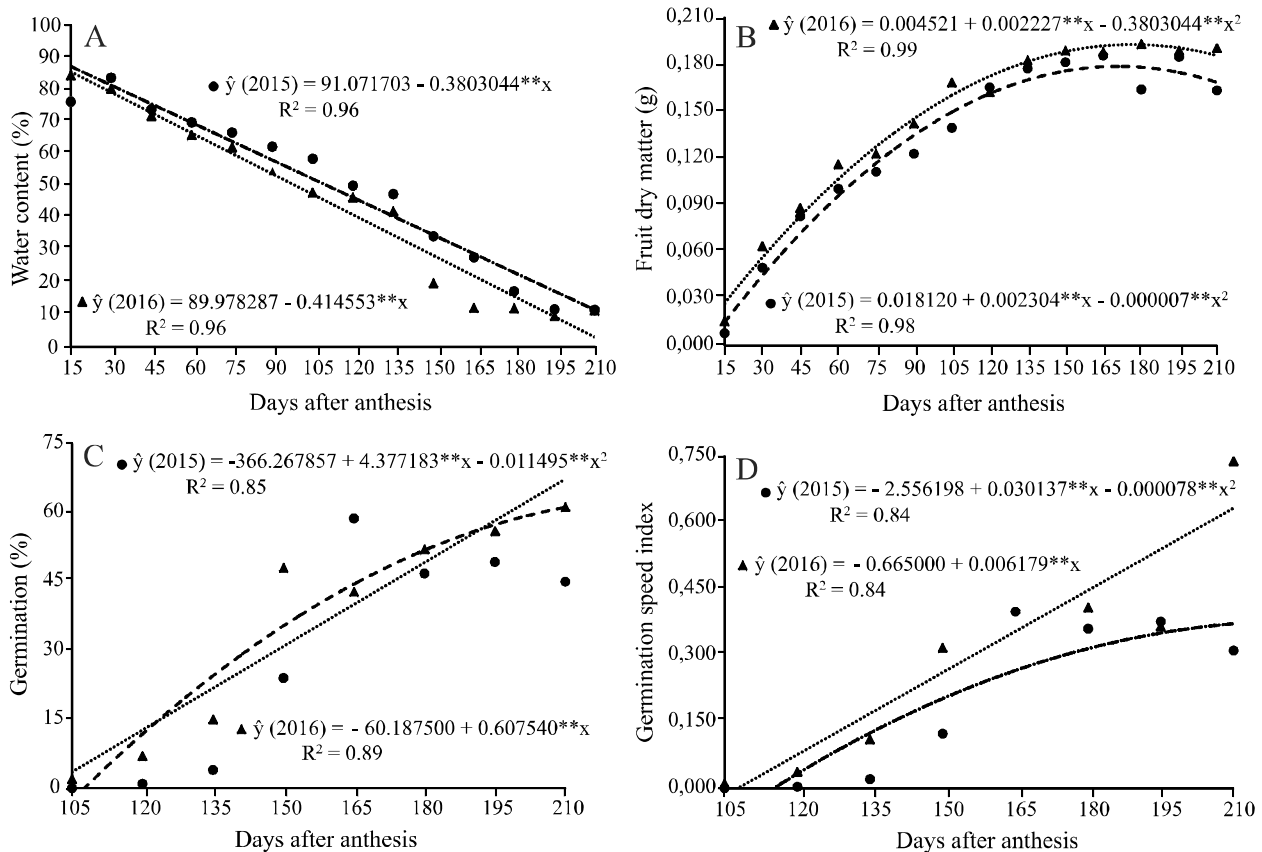 A
Water content (%)
100
90
80
70
60
50
40
30
20
10
0
ŷ (2015) = 91.071703 - 0.3803044**x
R² = 0.96
ŷ (2016) = 89.978287 - 0.414553**x
R² = 0.96
15 30 45 60 75 90 105 120 135 150 165 180 195 210
Days after anthesis
B
Fruit dry matter (g)
0,210
0,180
0,150
0,120
0,090
0,060
0,030
0,000
ŷ (2016) = 0.004521 + 0.002227**x - 0.3803044**x²
R² = 0.99
ŷ (2015) = 0.018120 + 0.002304**x - 0.000007**x²
R² = 0.98
15 30 45 60 75 90 105 120 135 150 165 180 195 210
Days after anthesis
C
Germination (%)
75
60
45
30
15
0
ŷ (2015) = -366.267857 + 4.377183**x - 0.011495**x²
R² = 0.85
ŷ (2016) = - 60.187500 + 0.607540**x
R² = 0.89
105 120 135 150 165 180 195 210
Days after anthesis
D
Germination speed index
0,750
0,600
0,450
0,300
0,150
0,000
ŷ (2015) = - 2.556198 + 0.030137**x - 0.000078**x²
R² = 0.84
ŷ (2016) = - 0.665000 + 0.006179**x
R² = 0.84
105 120 135 150 165 180 195 210
Days after anthesis